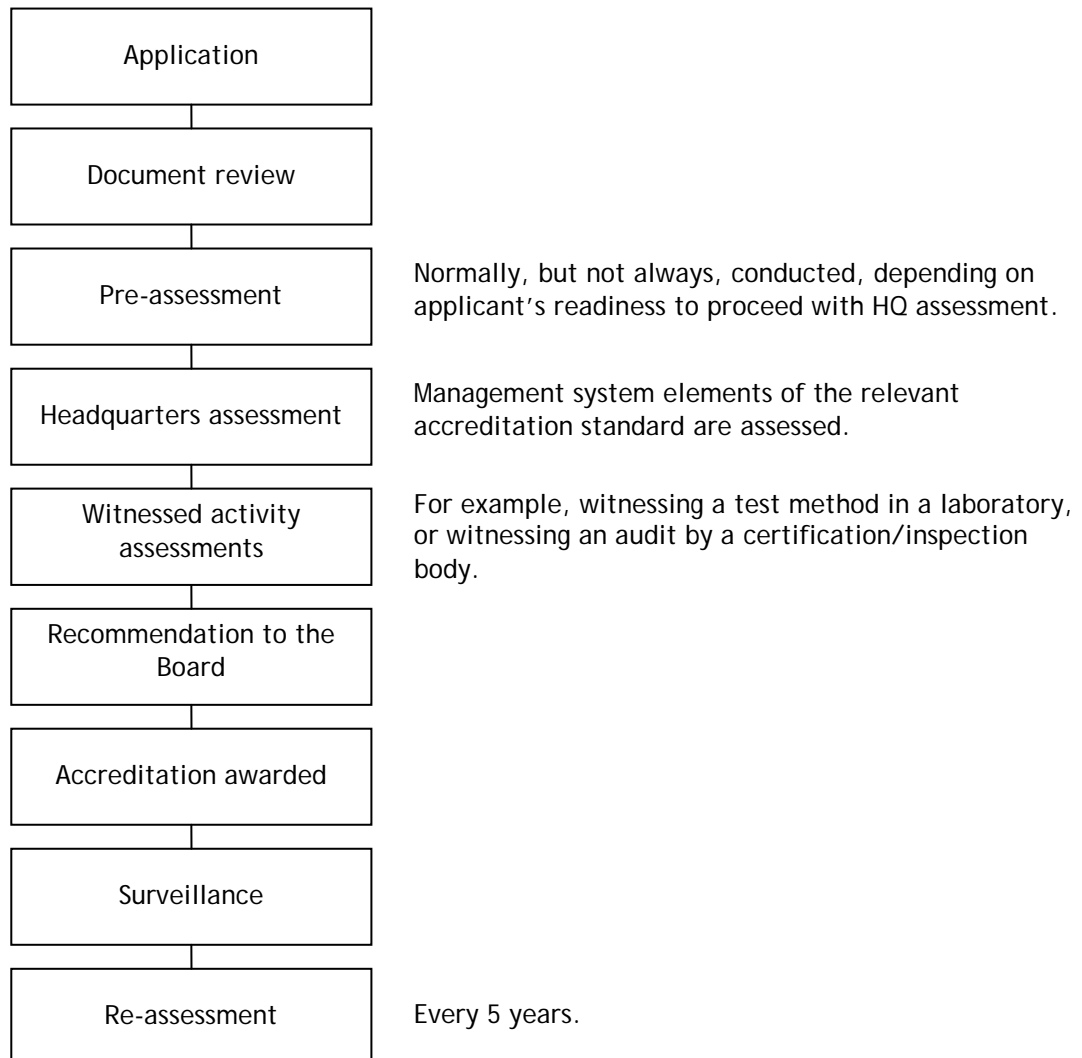 Application
Document review
Pre-assessment
Normally, but not always, conducted, depending on
applicant's readiness to proceed with HQ assessment.
Headquarters assessment
Management system elements of the relevant
accreditation standard are assessed.
Witnessed activity
assessments
For example, witnessing a test method in a laboratory,
or witnessing an audit by a certification/inspection
body.
Recommendation to the
Board
Accreditation awarded
Surveillance
Re-assessment
Every 5 years.